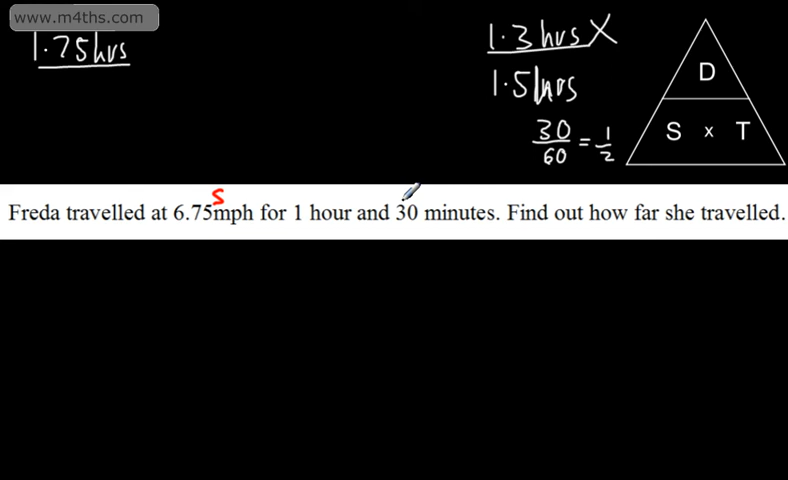 www.m4ths.com
1.75hrs
1.3hrs X
1.5hrs
30/60 = 1/2
D
S x T
S
Freda travelled at 6.75mph for 1 hour and 30 minutes. Find out how far she travelled.